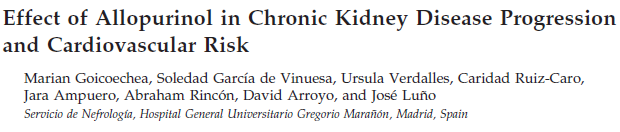 Effect of Allopurinol in Chronic Kidney Disease Progression
and Cardiovascular Risk
Marian Goicoechea, Soledad García de Vinuesa, Ursula Verdalles, Caridad Ruiz-Caro,
Jara Ampuero, Abraham Rincón, David Arroyo, and José Luño
Servicio de Nefrología, Hospital General Universitario Gregorio Marañón, Madrid, Spain